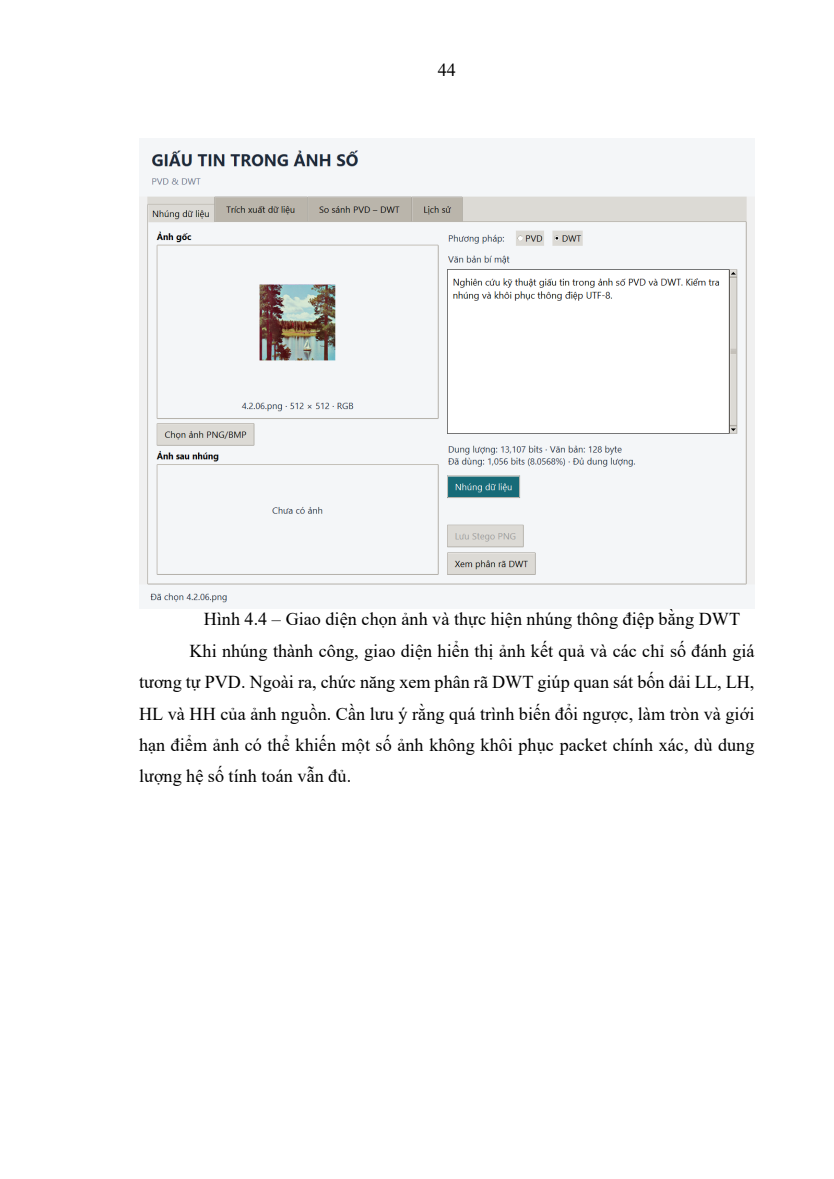 44
GIẤU TIN TRONG ẢNH SỐ
PVD & DWT
Nhúng dữ liệu
Trích xuất dữ liệu
So sánh PVD – DWT
Lịch sử
Ảnh gốc
4.2.06.png · 512 × 512 · RGB
Chọn ảnh PNG/BMP
Ảnh sau nhúng
Chưa có ảnh
Phương pháp:
PVD
DWT
Văn bản bí mật
Nghiên cứu kỹ thuật giấu tin trong ảnh số PVD và DWT. Kiểm tra
nhúng và khôi phục thông điệp UTF-8.
Dung lượng: 13,107 bits · Văn bản: 128 byte
Đã dùng: 1,056 bits (8.0568%) · Đủ dung lượng.
Nhúng dữ liệu
Lưu Stego PNG
Xem phân rã DWT
Đã chọn 4.2.06.png
Hình 4.4 – Giao diện chọn ảnh và thực hiện nhúng thông điệp bằng DWT
Khi nhúng thành công, giao diện hiển thị ảnh kết quả và các chỉ số đánh giá
tương tự PVD. Ngoài ra, chức năng xem phân rã DWT giúp quan sát bốn dải LL, LH,
HL và HH của ảnh nguồn. Cần lưu ý rằng quá trình biến đổi ngược, làm tròn và giới
hạn điểm ảnh có thể khiến một số ảnh không khôi phục packet chính xác, dù dung
lượng hệ số tính toán vẫn đủ.